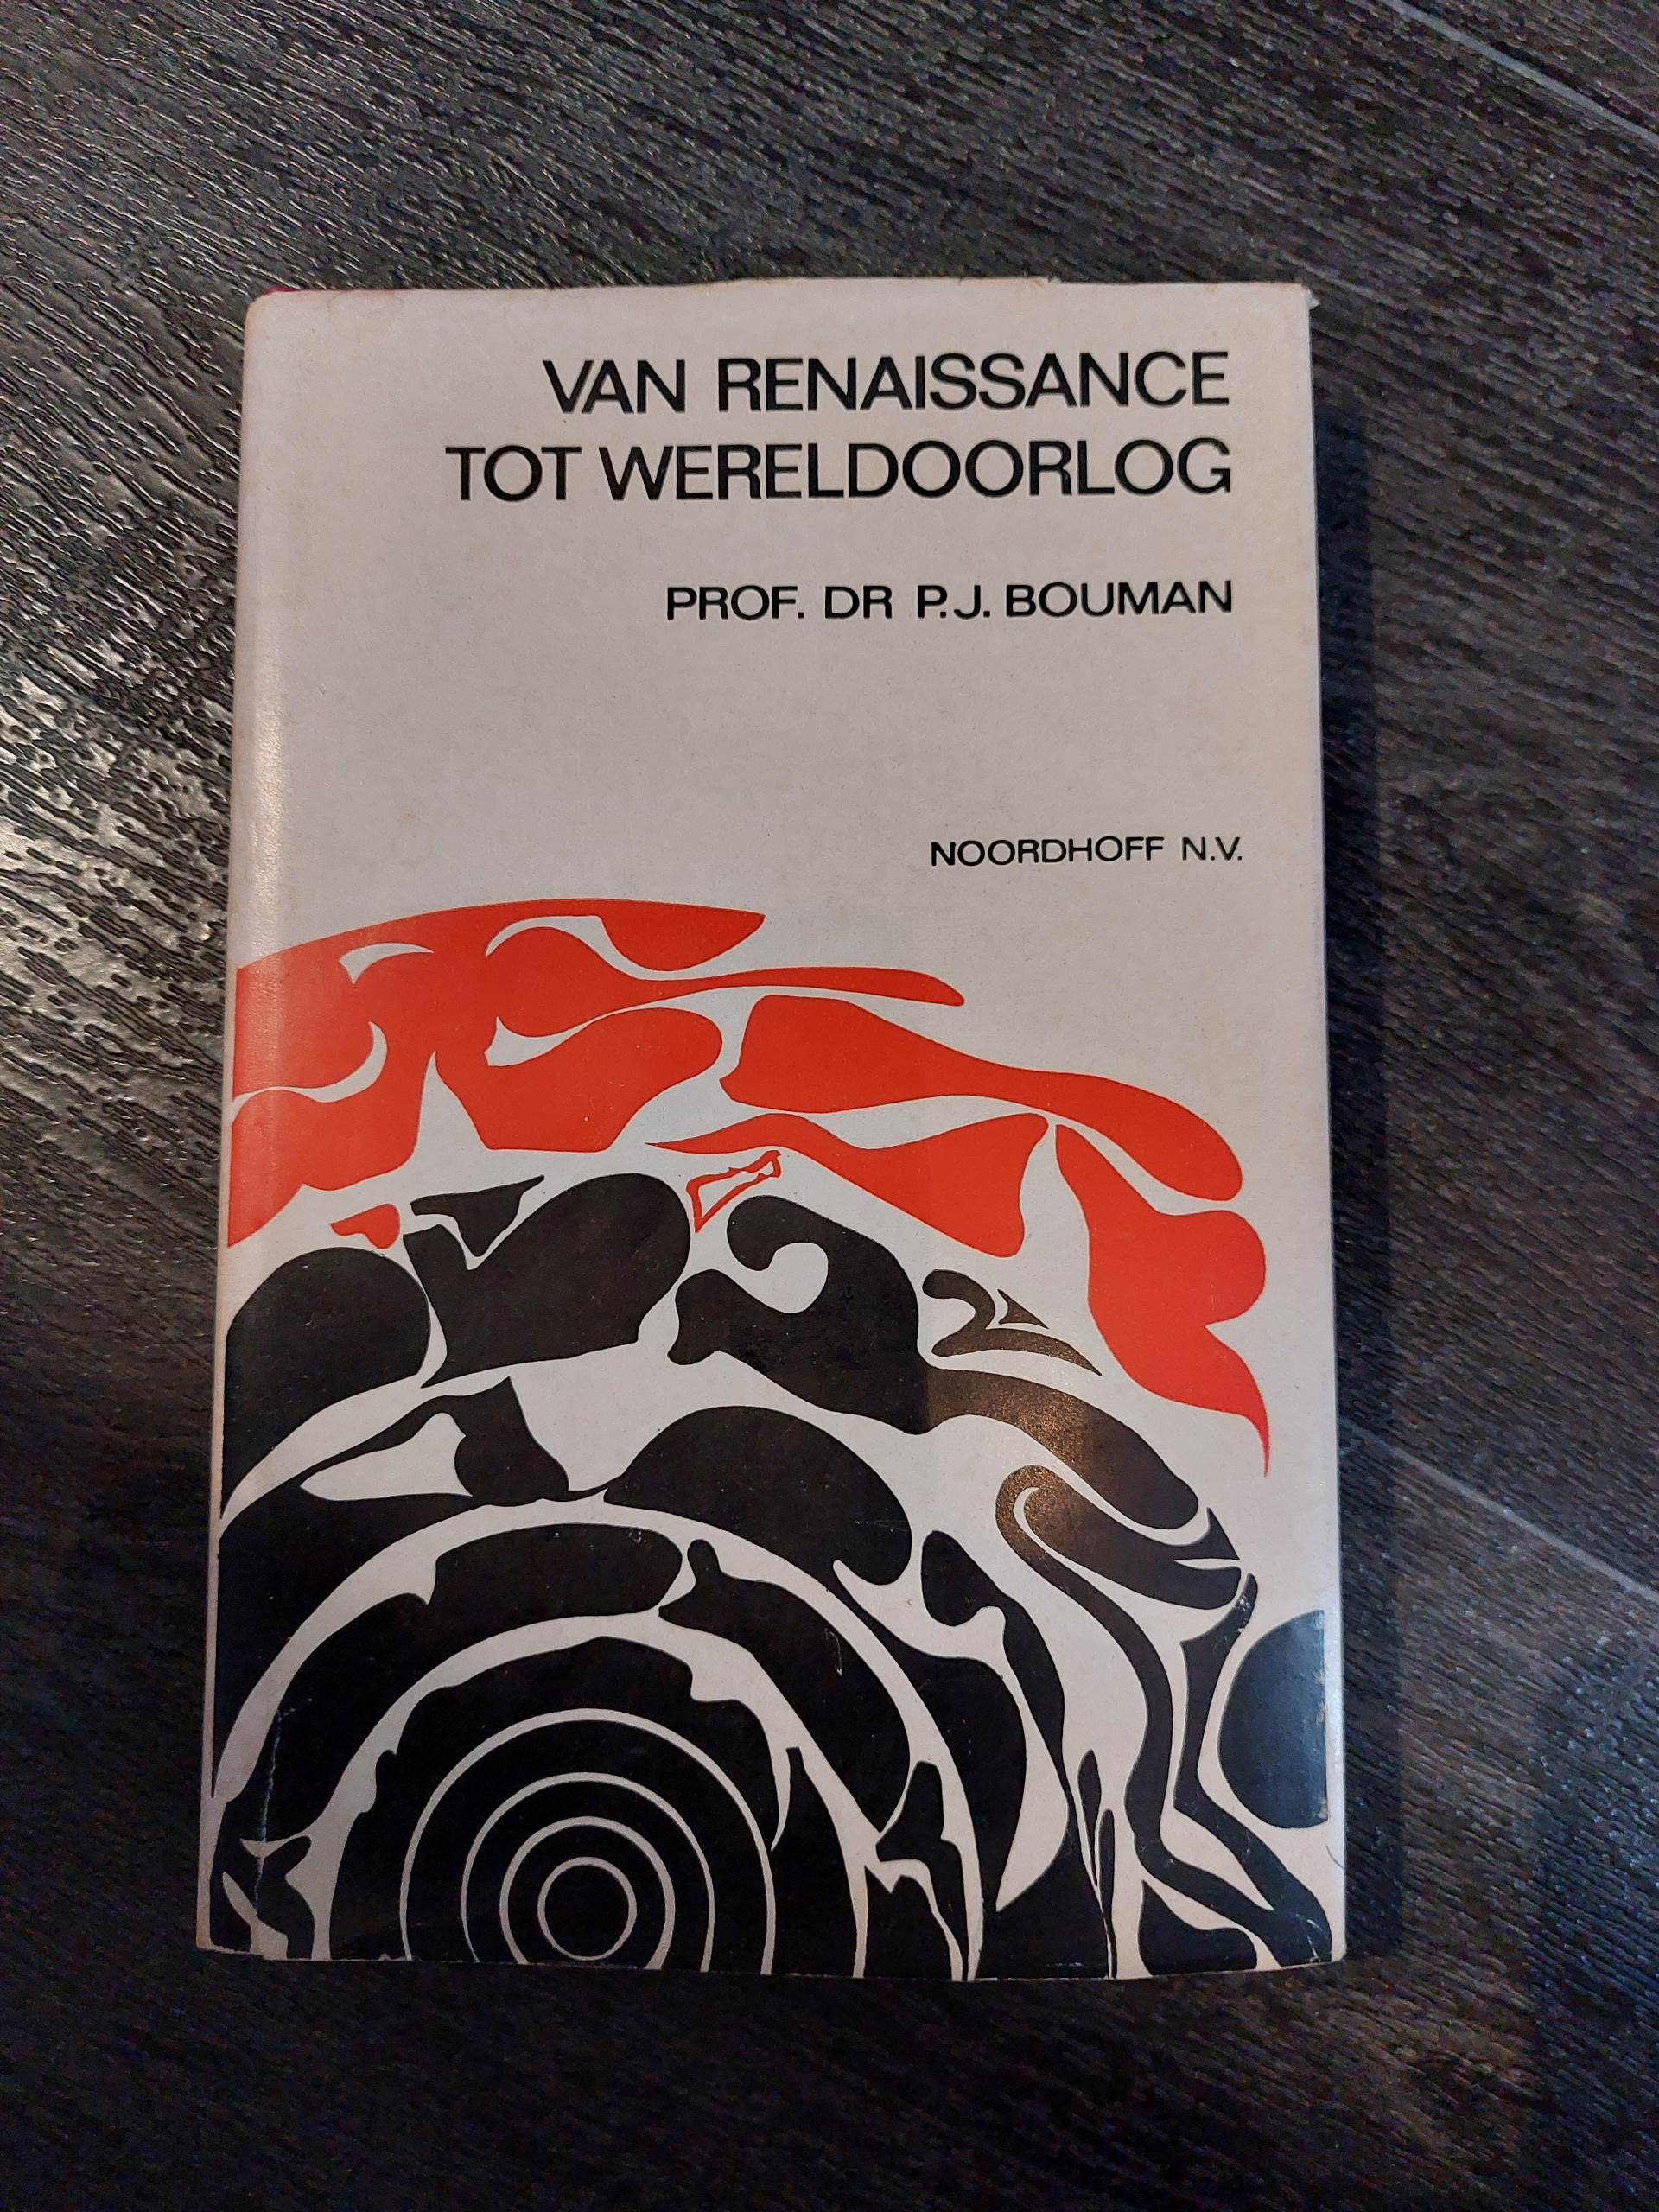 VAN RENAISSANCE
TOT WERELDOORLOG
PROF. DR P.J. BOUMAN
NOORDHOFF N.V.